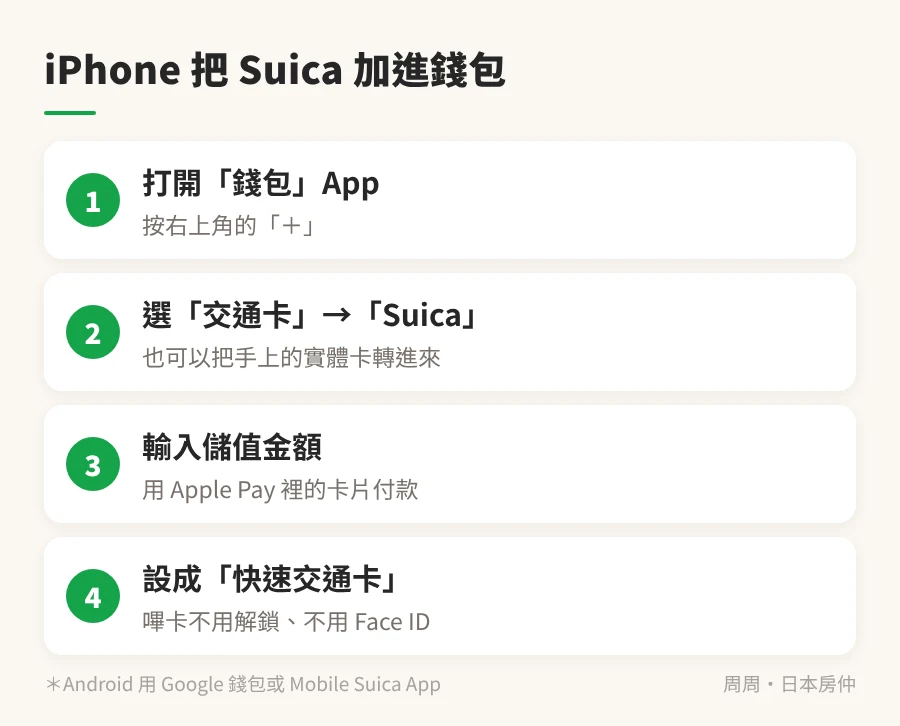 iPhone 把 Suica 加進錢包
1
打開「錢包」App
按右上角的「＋」
2
選「交通卡」→「Suica」
也可以把手上的實體卡轉進來
3
輸入儲值金額
用 Apple Pay 裡的卡片付款
4
設成「快速交通卡」
嗶卡不用解鎖、不用 Face ID
＊Android 用 Google 錢包或 Mobile Suica App
周周・日本房仲